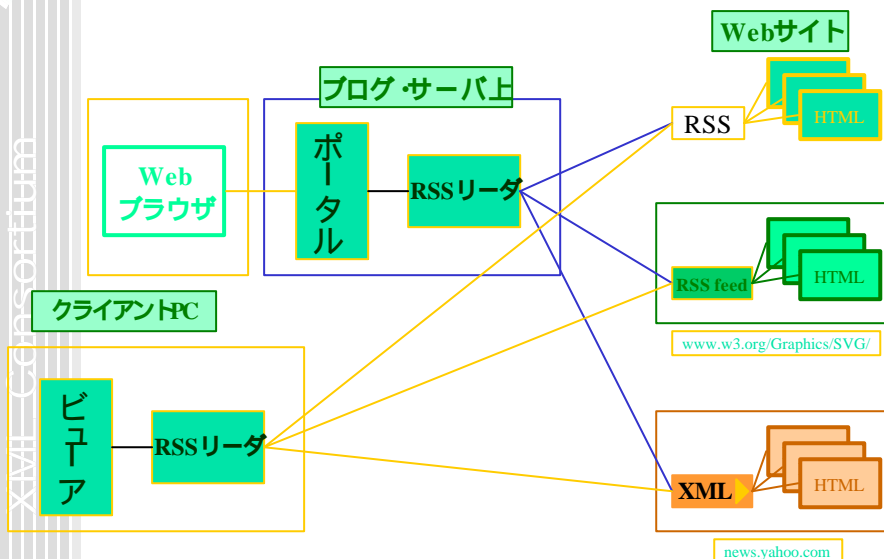 Webサイト
ブログ・サーバ上
RSS
HTML
Web
ブラウザ
ポータル
RSSリーダ
RSS feed
HTML
www.w3.org/Graphics/SVG/
クライアントPC
ビューア
RSSリーダ
XML
HTML
news.yahoo.com
XML Consortium